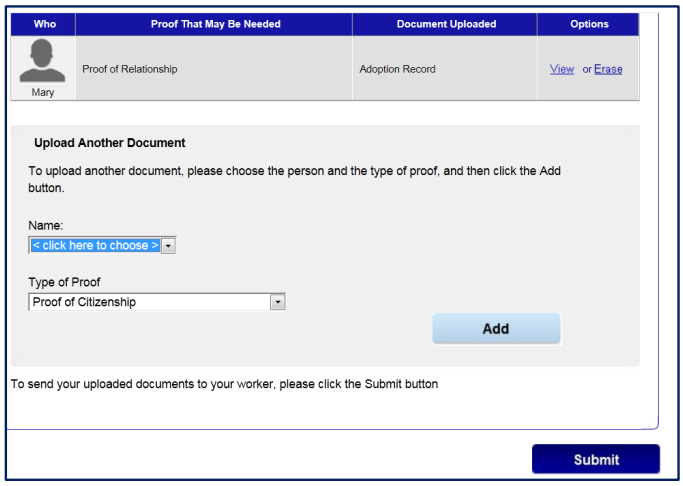 Who Proof That May Be Needed Document Uploaded Options
Mary Proof of Relationship Adoption Record View or Erase
Upload Another Document
To upload another document, please choose the person and the type of proof, and then click the Add
button.
Name:
< click here to choose >
Type of Proof
Proof of Citizenship
Add
To send your uploaded documents to your worker, please click the Submit button
Submit